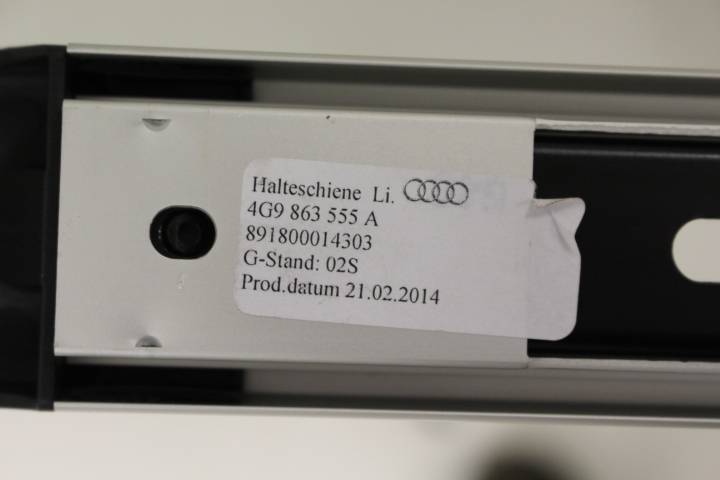 Halteschiene Li.
4G9 863 555 A
891800014303
G-Stand: 02S
Prod.datum 21.02.2014